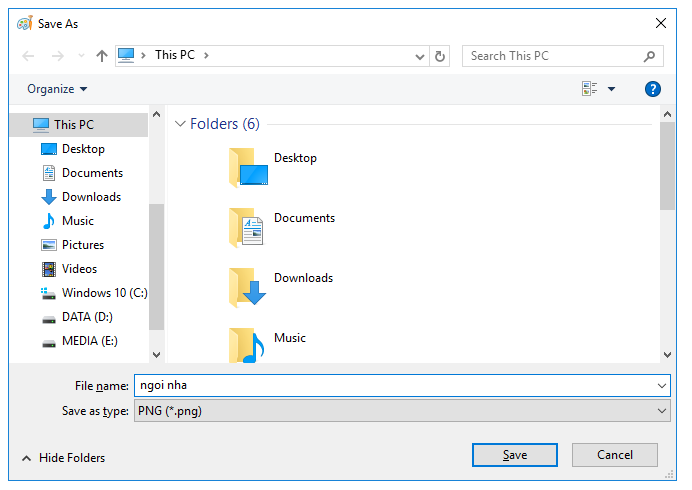 Save As
This PC
Search This PC
Organize
?
This PC
Desktop
Documents
Downloads
Music
Pictures
Videos
Windows 10 (C:)
DATA (D:)
MEDIA (E:)
Folders (6)
Desktop
Documents
Downloads
Music
File name: ngoi nha
Save as type: PNG (*.png)
Hide Folders
Save Cancel